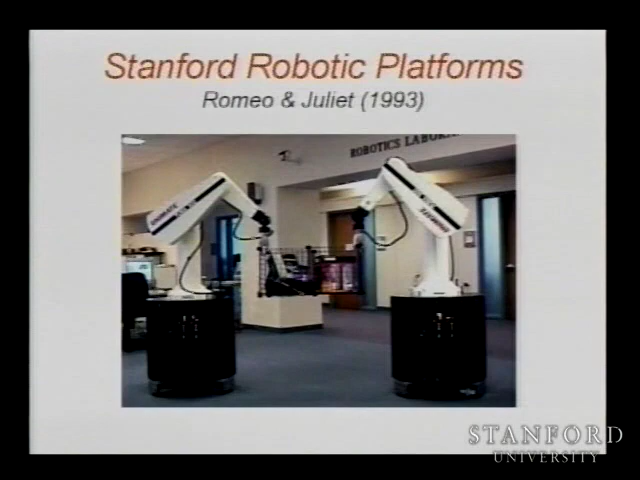 Stanford Robotic Platforms
Romeo & Juliet (1993)
ROBOTICS LABORA
STANFORD
UNIVERSITY